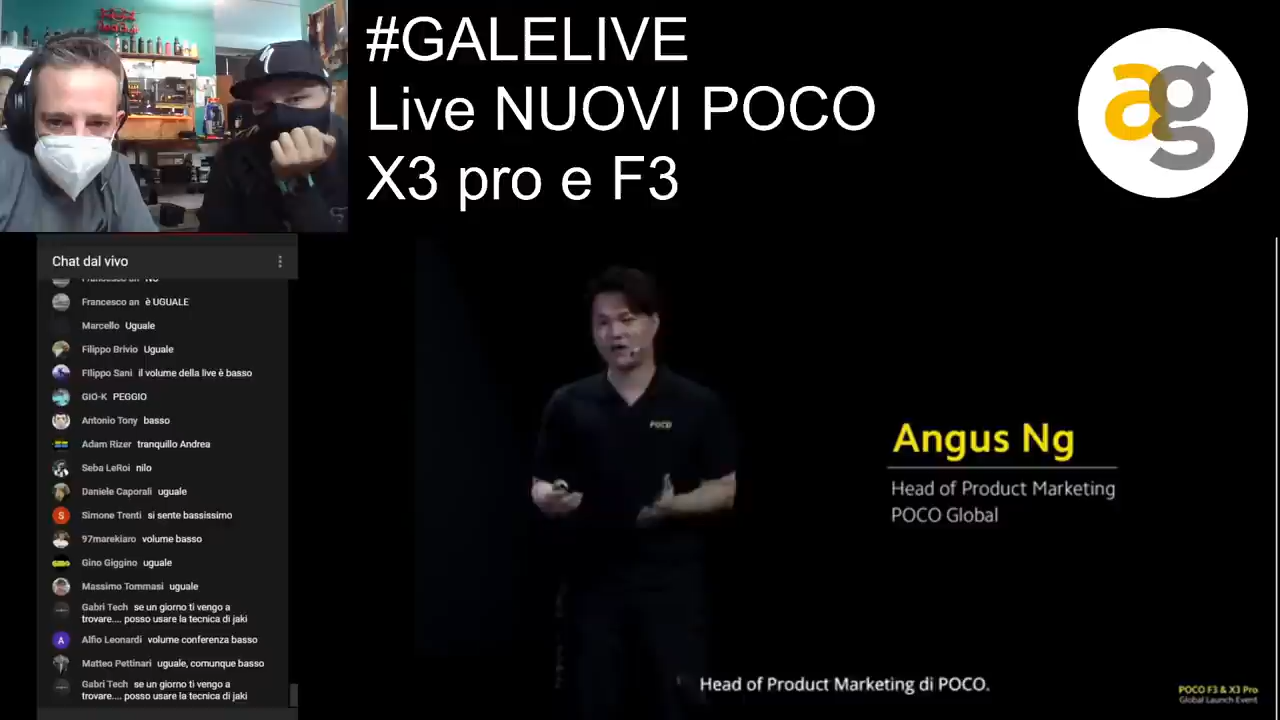 #GALELIVE
Live NUOVI POCO
X3 pro e F3
ag
Chat dal vivo
Francesco an è UGUALE
Marcello Uguale
Filippo Brivio Uguale
FIlippo Sani il volume della live è basso
GIO-K PEGGIO
Antonio Tony basso
Adam Rizer tranquillo Andrea
Seba LeRoi nilo
Daniele Caporali uguale
S
Simone Trenti si sente bassissimo
97marekiaro volume basso
Gino Giggino uguale
Massimo Tommasi uguale
Gabri Tech se un giorno ti vengo a
trovare.... posso usare la tecnica di jaki
A
Alfio Leonardi volume conferenza basso
Matteo Pettinari uguale, comunque basso
Gabri Tech se un giorno ti vengo a
trovare.... posso usare la tecnica di jaki
POCO
Angus Ng
Head of Product Marketing
POCO Global
Head of Product Marketing di POCO.
POCO F3 & X3 Pro
Global Launch Event